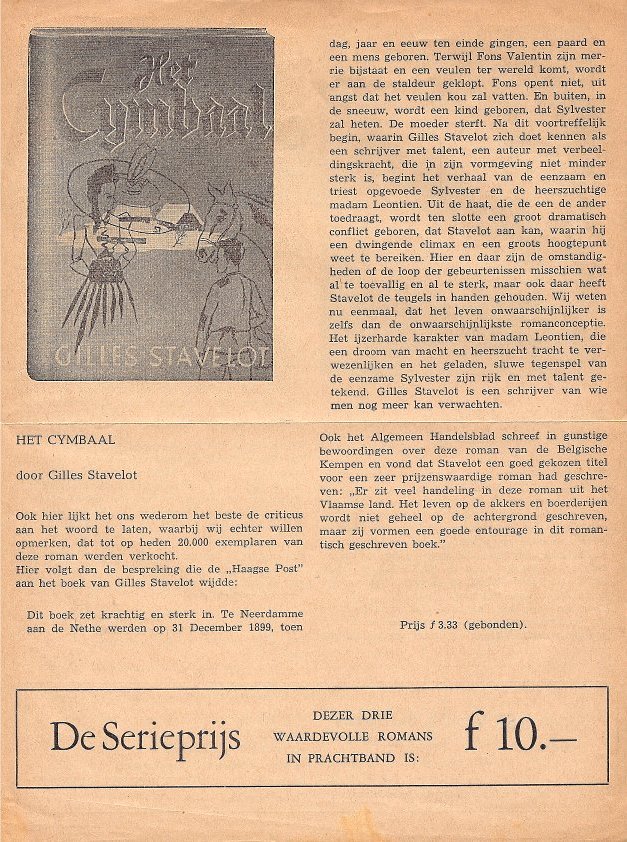 Het
Cymbaal
GILLES STAVELOT
HET CYMBAAL
door Gilles Stavelot
Ook hier lijkt het ons wederom het beste de criticus
aan het woord te laten, waarbij wij echter willen
opmerken, dat tot op heden 20.000 exemplaren van
deze roman werden verkocht.
Hier volgt dan de bespreking die de „Haagse Post”
aan het boek van Gilles Stavelot wijdde:
Dit boek zet krachtig en sterk in. Te Neerdamme
aan de Nethe werden op 31 December 1899, toen
dag, jaar en eeuw ten einde gingen, een paard en
een mens geboren. Terwijl Fons Valentin zijn mer-
rie bijstaat en een veulen ter wereld komt, wordt
er aan de staldeur geklopt. Fons opent niet, uit
angst dat het veulen kou zal vatten. En buiten, in
de sneeuw, wordt een kind geboren, dat Sylvester
zal heten. De moeder sterft. Na dit voortreffelijk
begin, waarin Gilles Stavelot zich doet kennen als
een schrijver met talent, een auteur met verbeel-
dingskracht, die in zijn vormgeving niet minder
sterk is, begint het verhaal van de eenzaam en
triest opgevoede Sylvester en de heerszuchtige
madam Leontien. Uit de haat, die de een de ander
toedraagt, wordt ten slotte een groot dramatisch
conflict geboren, dat Stavelot aan kan, waarin hij
een dwingende climax en een groots hoogtepunt
weet te bereiken. Hier en daar zijn de omstandig-
heden of de loop der gebeurtenissen misschien wat
al te toevallig en al te sterk, maar ook daar heeft
Stavelot de teugels in handen gehouden. Wij weten
nu eenmaal, dat het leven onwaarschijnlijker is
zelfs dan de onwaarschijnlijkste romanconceptie.
Het ijzerharde karakter van madam Leontien, die
een droom van macht en heerszucht tracht te ver-
wezenlijken en het geladen, sluwe tegenspel van
de eenzame Sylvester zijn rijk en met talent ge-
tekend. Gilles Stavelot is een schrijver van wie
men nog meer kan verwachten.
Ook het Algemeen Handelsblad schreef in gunstige
bewoordingen over deze roman van de Belgische
Kempen en vond dat Stavelot een goed gekozen titel
voor een zeer prijzenswaardige roman had geschre-
ven: „Er zit veel handeling in deze roman uit het
Vlaamse land. Het leven op de akkers en boerderijen
wordt niet geheel op de achtergrond geschreven,
maar zij vormen een goede entourage in dit roman-
tisch geschreven boek.”
Prijs f 3.33 (gebonden).
De Serieprijs
DEZER DRIE
WAARDEVOLLE ROMANS
IN PRACHTBAND IS:
f 10.—